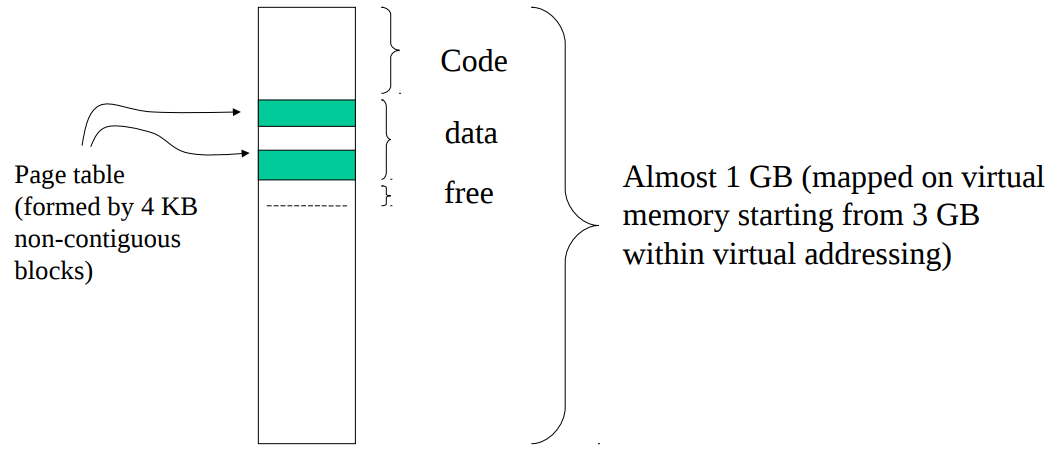 Code
data
free
Page table
(formed by 4 KB
non-contiguous
blocks)
Almost 1 GB (mapped on virtual
memory starting from 3 GB
within virtual addressing)